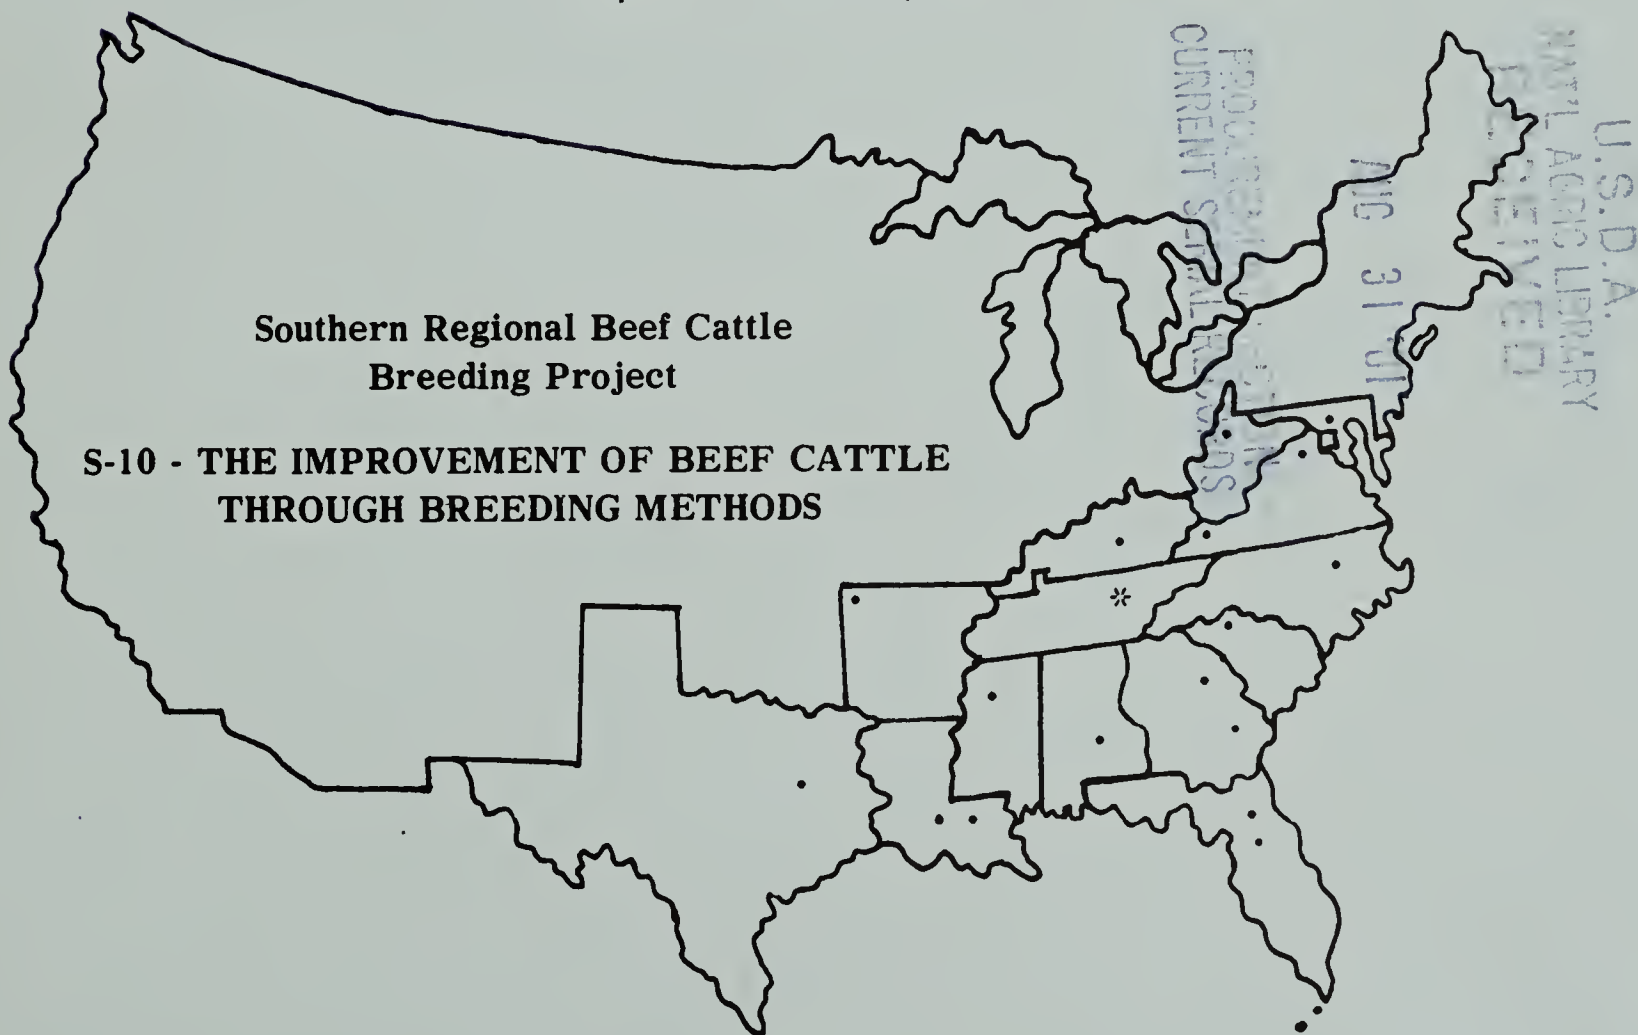 Southern Regional Beef Cattle
Breeding Project
S-10 - THE IMPROVEMENT OF BEEF CATTLE
THROUGH BREEDING METHODS
U.S.D.A.
NAT'L AGRIC LIBRARY
RECEIVED
AUG 31 '01
CURRENT SERIAL RECORDS